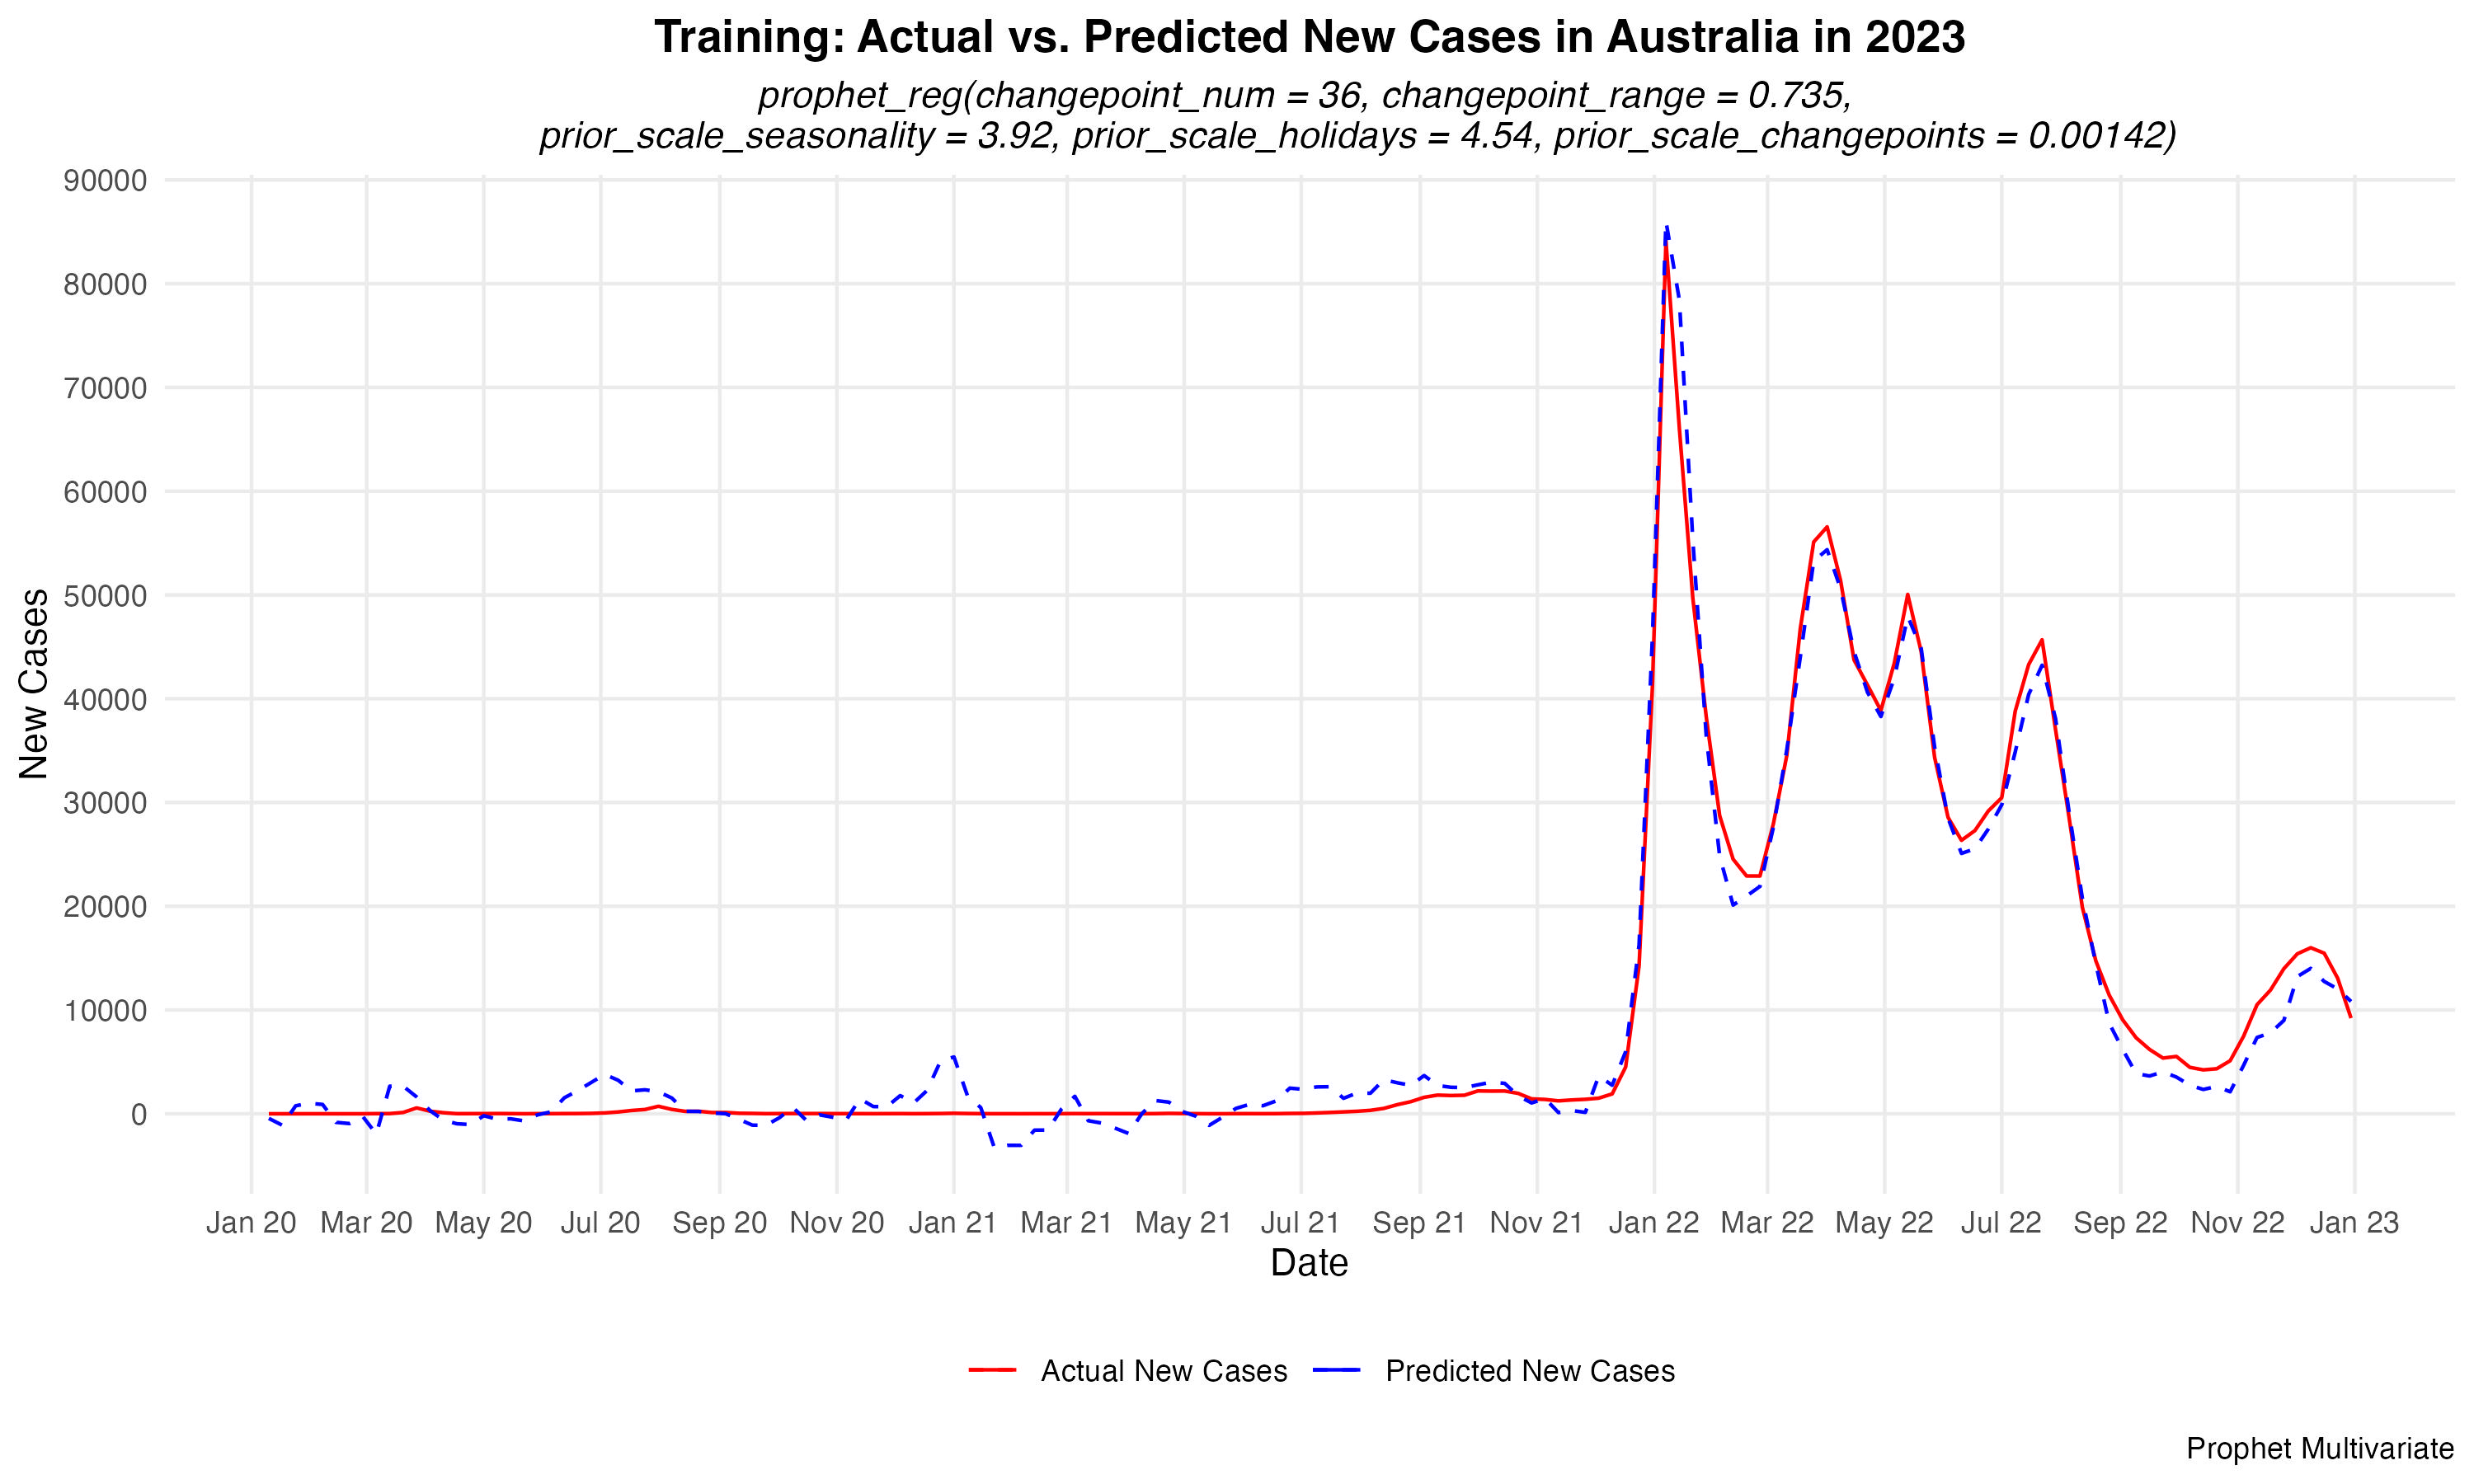 Training: Actual vs. Predicted New Cases in Australia in 2023
prophet_reg(changepoint_num = 36, changepoint_range = 0.735,
prior_scale_seasonality = 3.92, prior_scale_holidays = 4.54, prior_scale_changepoints = 0.00142)
90000
80000
70000
60000
50000
40000
30000
20000
10000
0
New Cases
Jan 20 Mar 20 May 20 Jul 20 Sep 20 Nov 20 Jan 21 Mar 21 May 21 Jul 21 Sep 21 Nov 21 Jan 22 Mar 22 May 22 Jul 22 Sep 22 Nov 22 Jan 23
Date
Actual New Cases Predicted New Cases
Prophet Multivariate